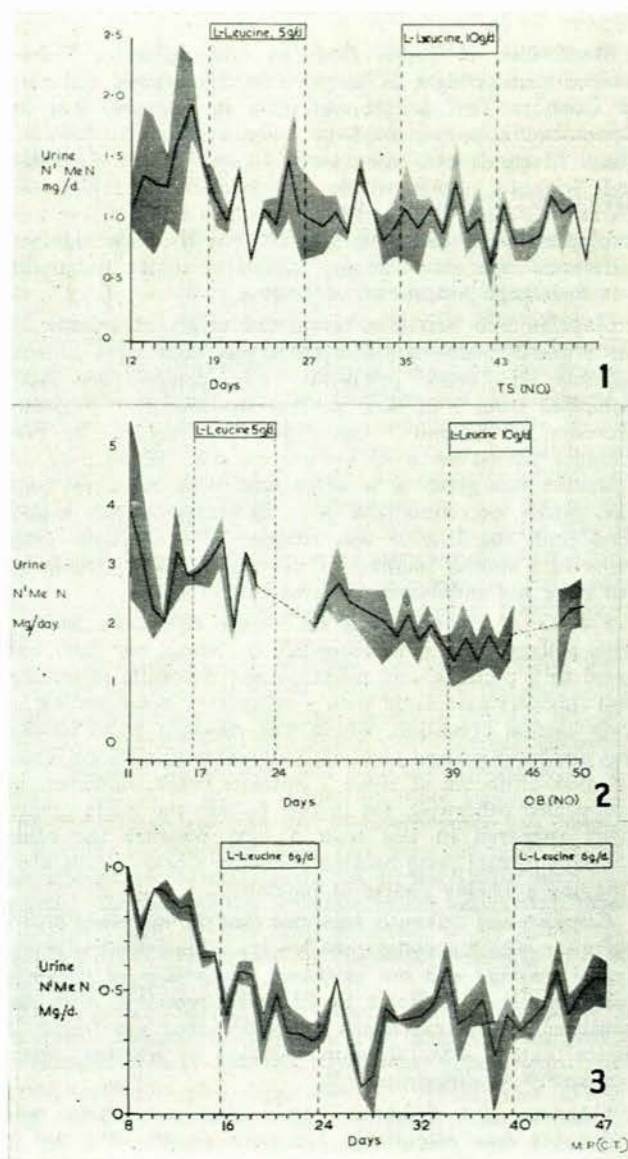 2·5
L-Leucine, 5g/d
L-Leucine, 10g/d
2·0
Urine
N¹ MeN
mg/d.
1·5
1·0
0·5
0
12 19 27 35 43
Days
T.S (NO.)
1
5
L-Leucine 5g/d
L-Leucine 10g/d.
4
Urine
N¹Me N
Mg/day.
3
2
1
0
11 17 24 39 45 50
Days
O.B (NO)
2
1·0
L-Leucine 6g/d.
L-Leucine 6g/d.
Urine
N¹MeN
Mg/d.
0·5
0
8 16 24 32 40 47
Days
M.P.(C.T.)
3